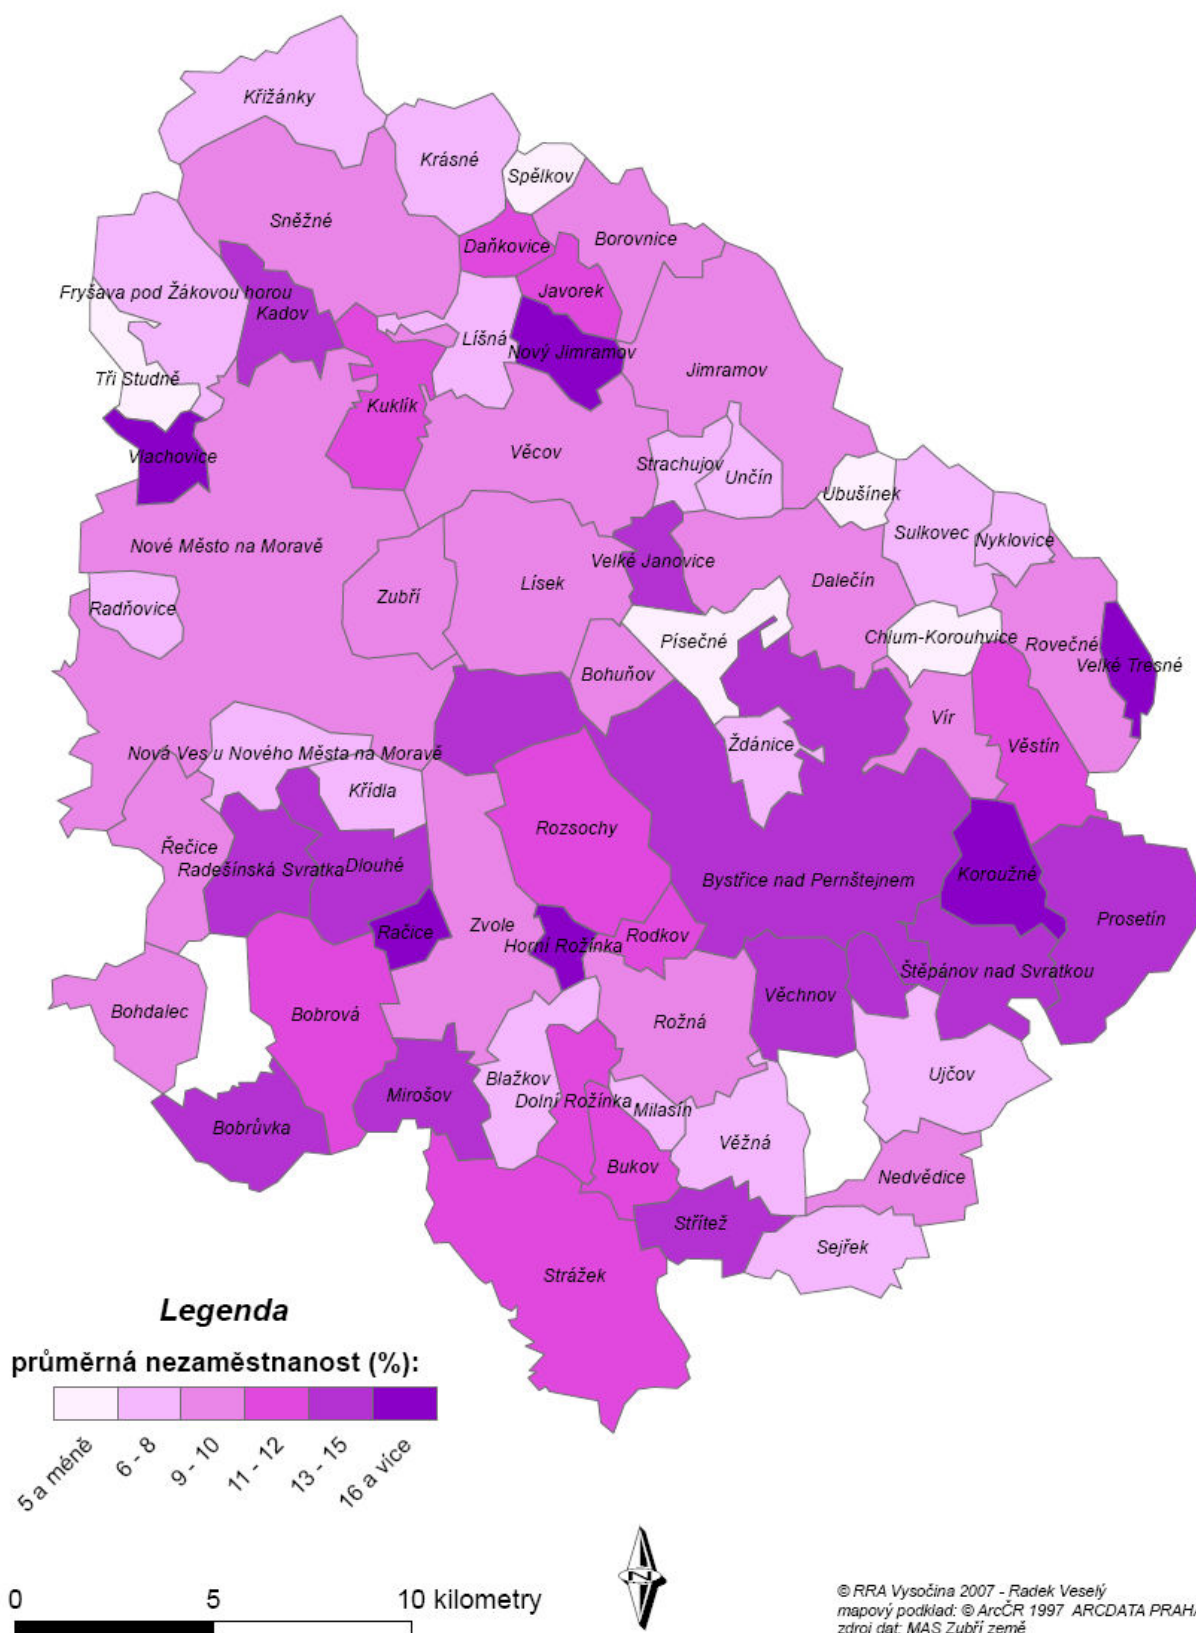 Křižánky
Krásné
Spělkov
Sněžné
Daňkovice
Borovnice
Fryšava pod Žákovou horou
Javorek
Kadov
Líšná
Nový Jimramov
Jimramov
Tři Studně
Kuklík
Vlachovice
Věcov
Strachujov
Unčín
Ubušínek
Sulkovec
Nyklovice
Nové Město na Moravě
Velké Janovice
Lísek
Dalečín
Zubří
Radňovice
Písečné
Chlum-Korouhvice
Rovečné
Velké Tresné
Bohuňov
Vír
Věstín
Ždánice
Nová Ves u Nového Města na Moravě
Křídla
Rozsochy
Řečice
Radešínská Svratka
Dlouhé
Bystřice nad Pernštejnem
Koroužné
Prosetín
Račice
Zvole
Horní Rožínka
Rodkov
Štěpánov nad Svratkou
Věchnov
Bohdalec
Bobrová
Rožná
Ujčov
Blažkov
Mirošov
Dolní Rožínka
Milasín
Bobrůvka
Věžná
Bukov
Nedvědice
Střítež
Sejřek
Strážek
Legenda
průměrná nezaměstnanost (%):
5 a méně
6 - 8
9 - 10
11 - 12
13 - 15
16 a více
N
0 5 10 kilometry
© RRA Vysočina 2007 - Radek Veselý
mapový podklad: © ArcČR 1997 ARCDATA PRAHA
zdroj dat: MAS Zubří země